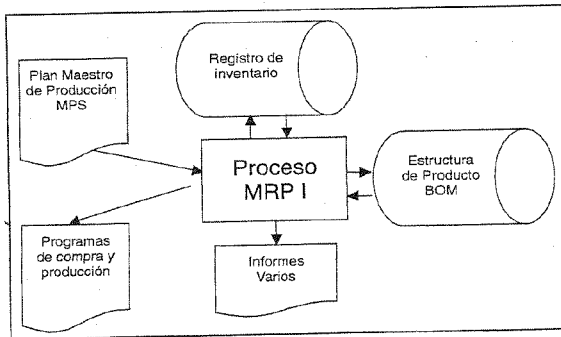 Registro de
inventario
Plan Maestro
de Producción
MPS
Proceso
MRP I
Estructura
de Producto
BOM
Programas
de compra y
producción
Informes
Varios